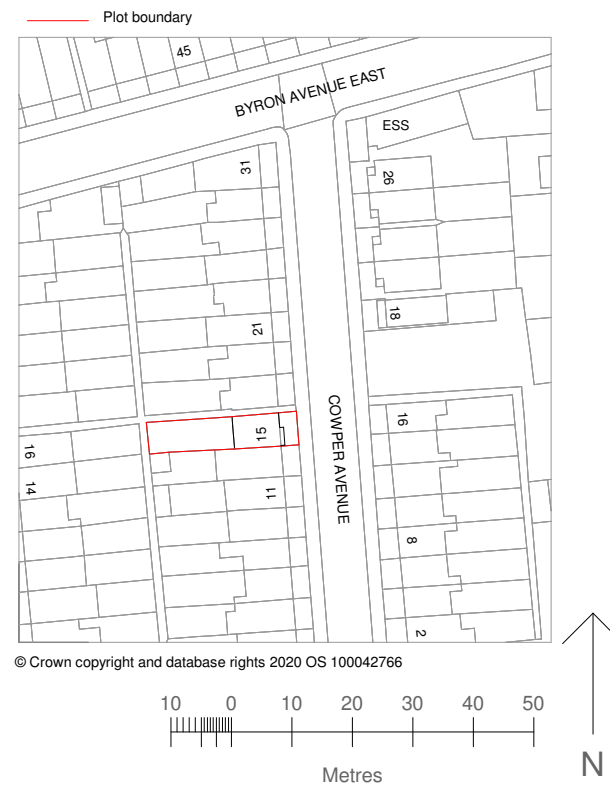 Plot boundary
45
BYRON AVENUE EAST
ESS
31
26
18
21
COWPER AVENUE
16
15
16
14
11
8
2
© Crown copyright and database rights 2020 OS 100042766
10 0 10 20 30 40 50
Metres
N